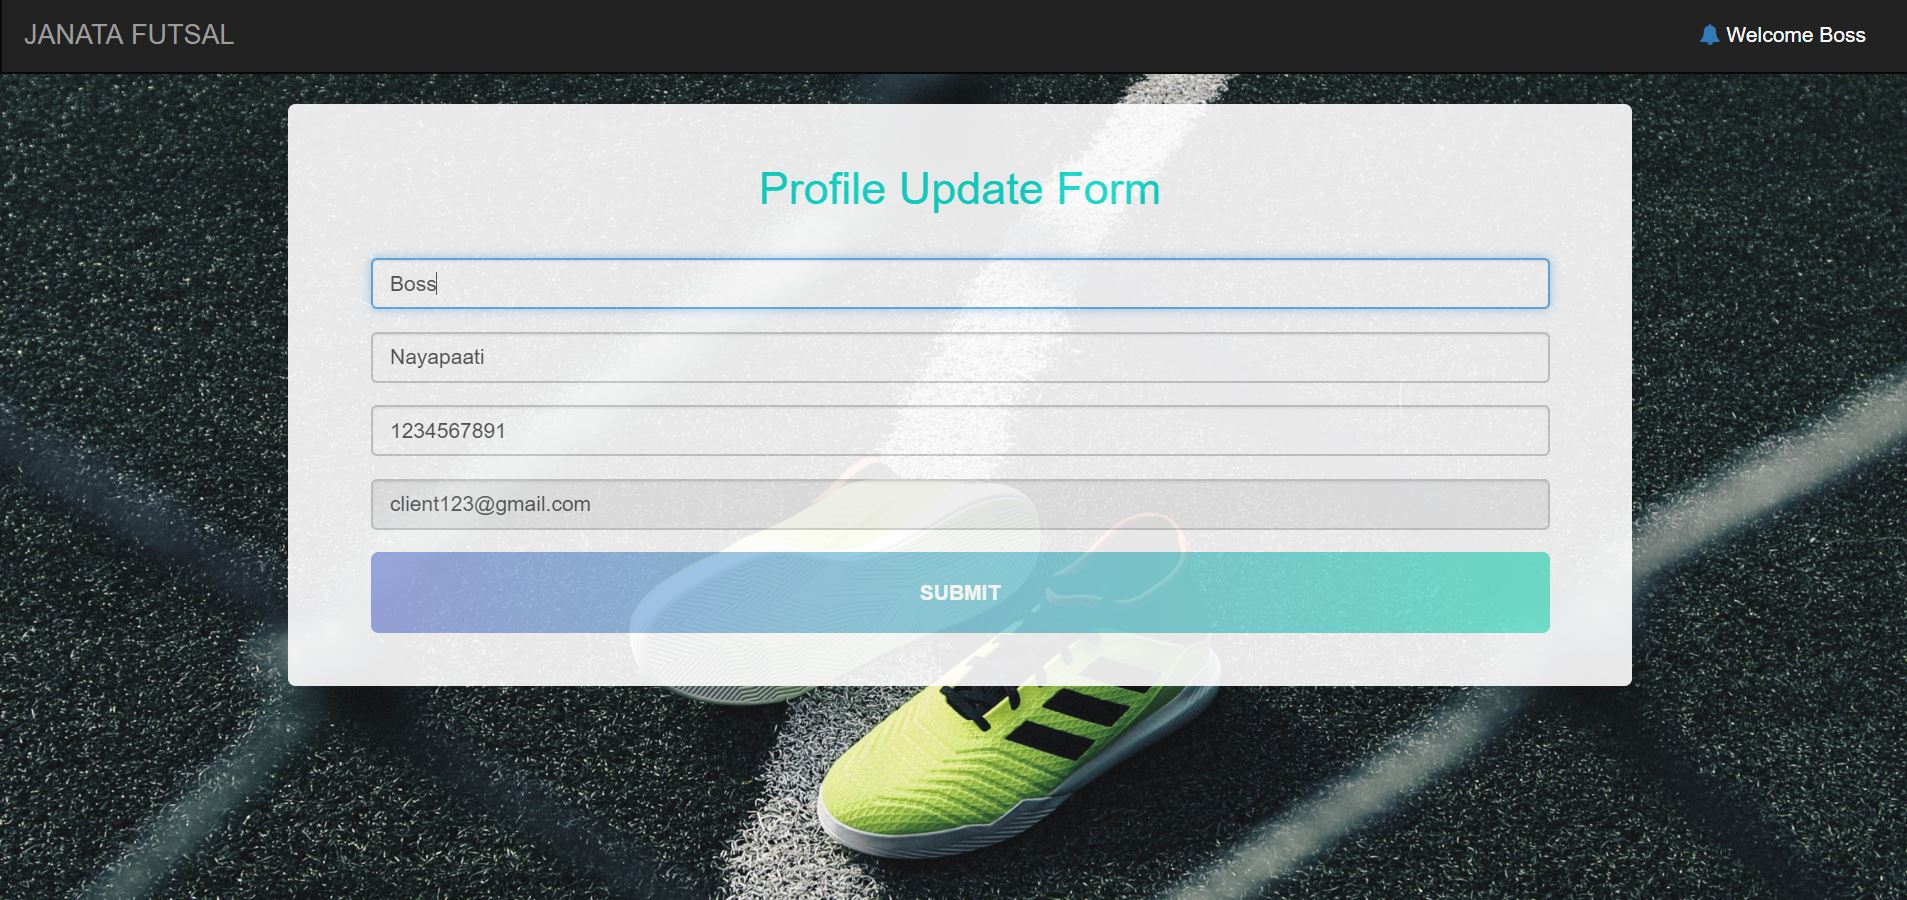 JANATA FUTSAL
Welcome Boss
Profile Update Form
Boss
Nayapaati
1234567891
client123@gmail.com
SUBMIT